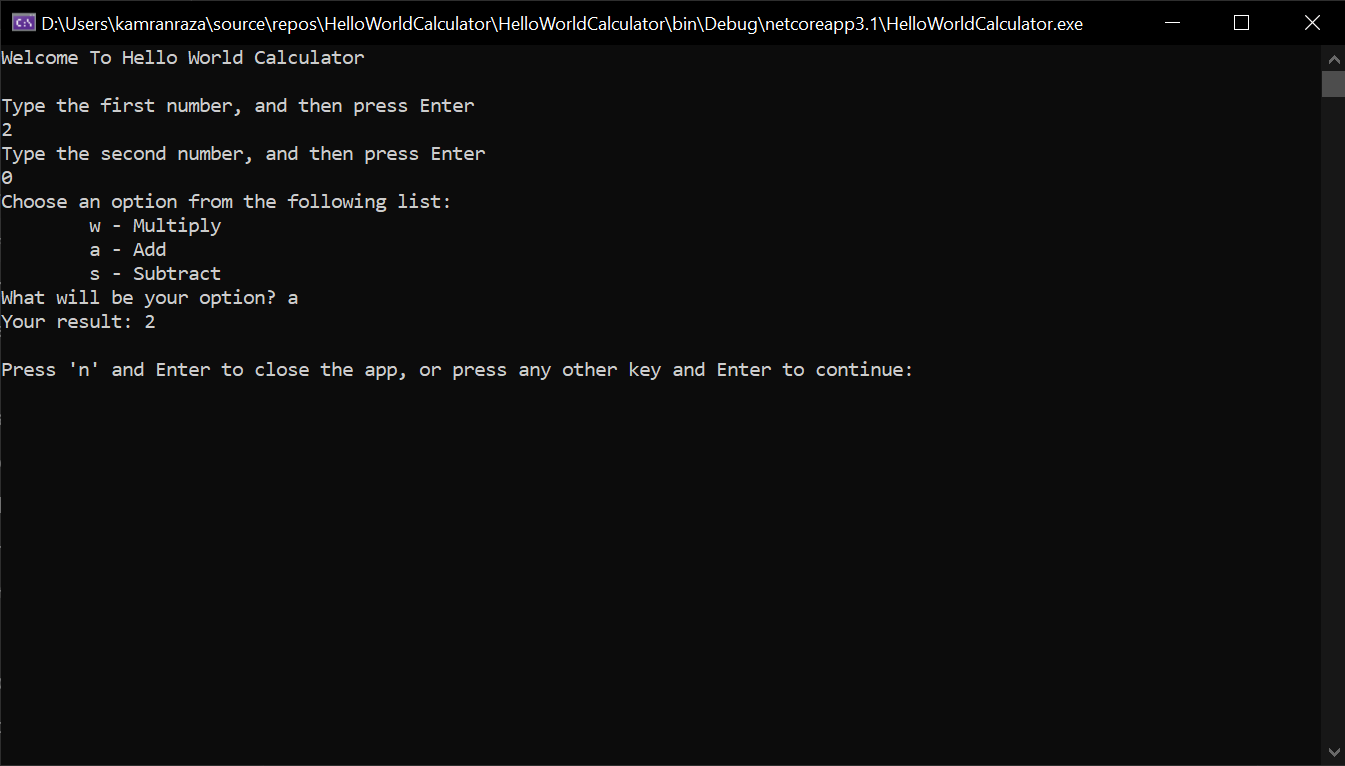 D:\Users\kamranraza\source\repos\HelloWorldCalculator\HelloWorldCalculator\bin\Debug\netcoreapp3.1\HelloWorldCalculator.exe
Welcome To Hello World Calculator
Type the first number, and then press Enter
2
Type the second number, and then press Enter
0
Choose an option from the following list:
w - Multiply
a - Add
s - Subtract
What will be your option? a
Your result: 2
Press 'n' and Enter to close the app, or press any other key and Enter to continue: